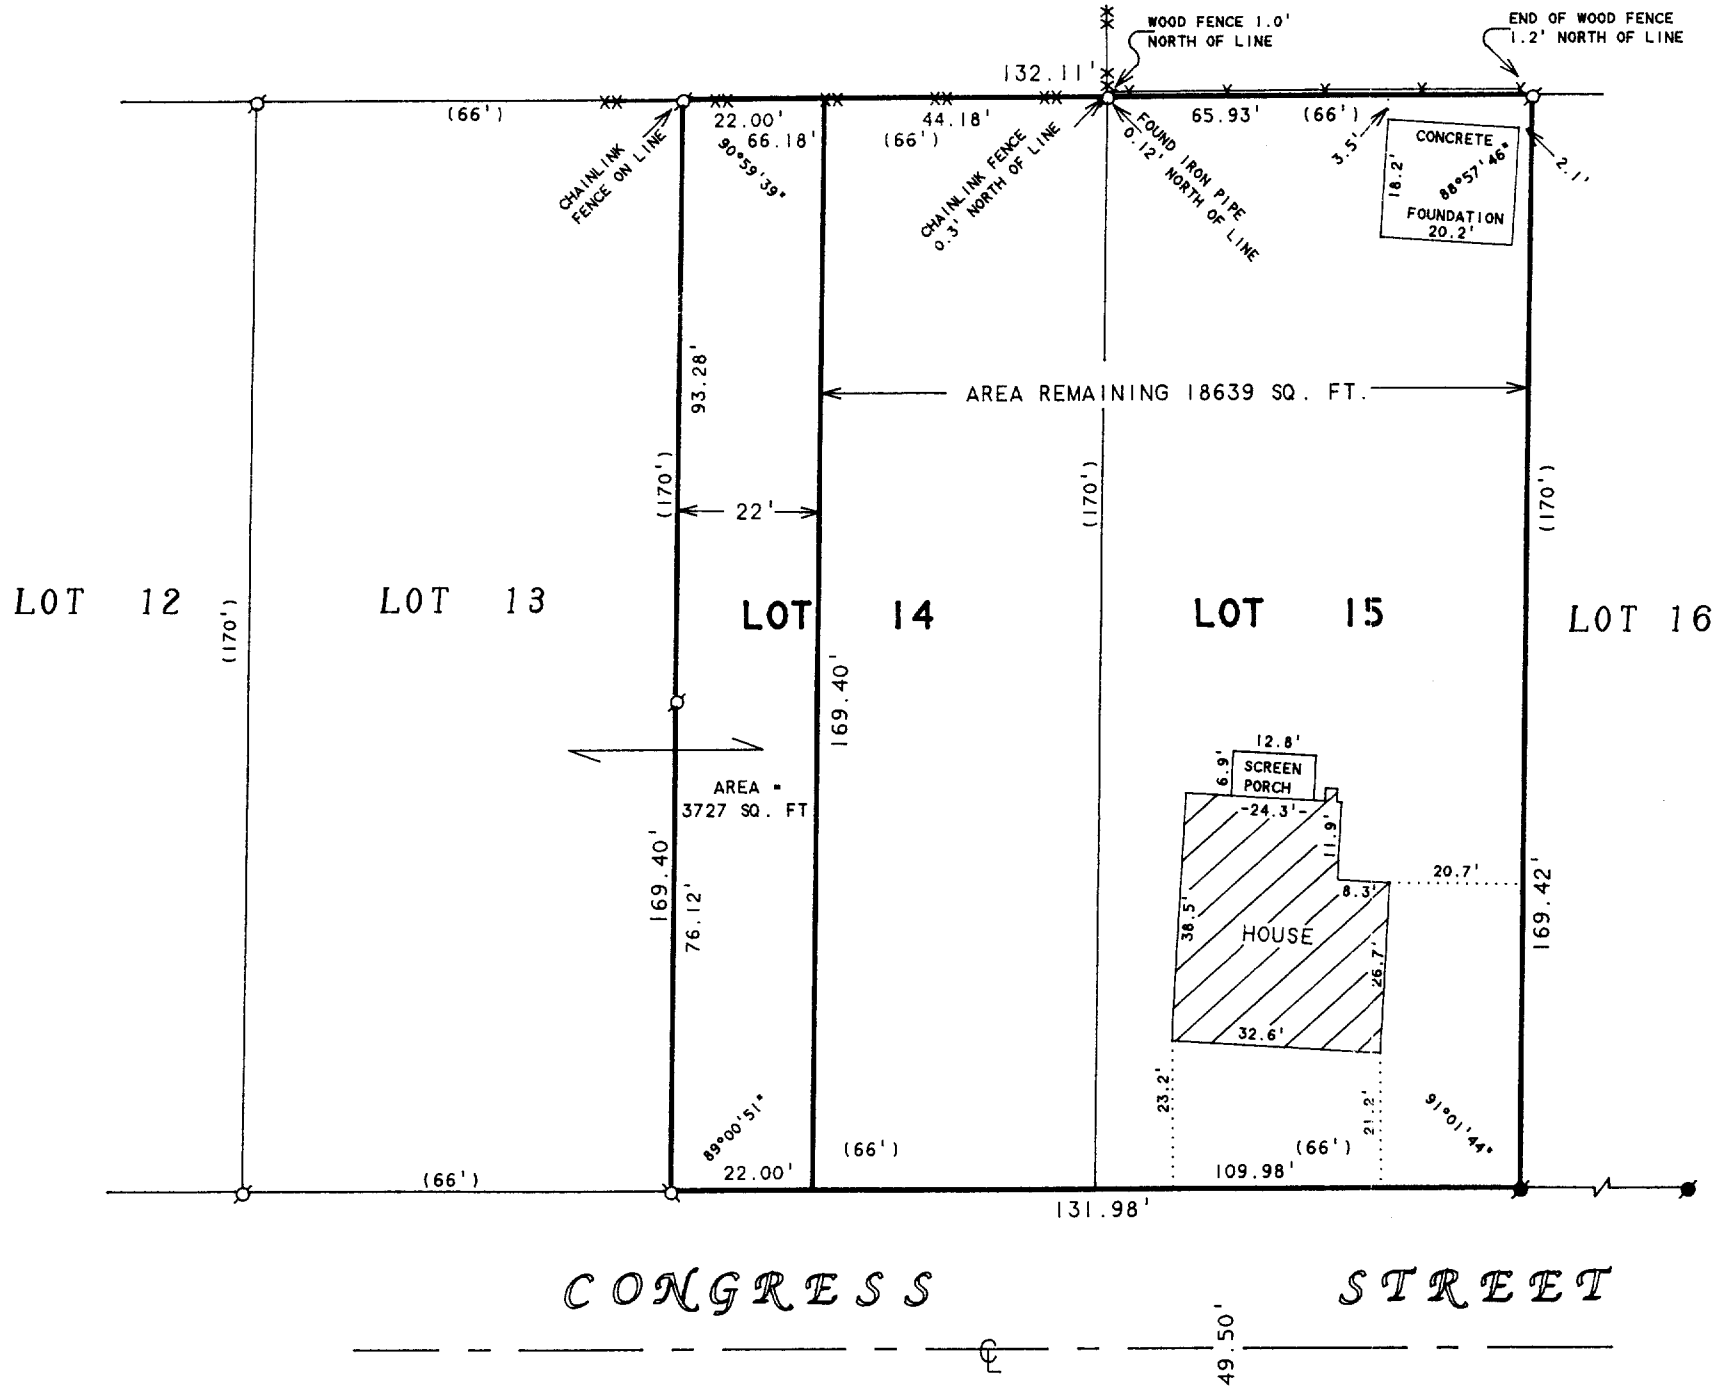 WOOD FENCE 1.0'
NORTH OF LINE
END OF WOOD FENCE
1.2' NORTH OF LINE
132.11'
(66')
22.00'
66.18'
44.18'
(66')
65.93'
(66')
CHAINLINK
FENCE ON LINE
90°59'39"
CHAINLINK FENCE
0.3' NORTH OF LINE
FOUND IRON PIPE
0.12' NORTH OF LINE
3.5'
CONCRETE
18.2'
88°57'46"
FOUNDATION
20.2'
2.1'
93.28'
AREA REMAINING 18639 SQ. FT.
(170')
22'
(170')
(170')
LOT 12
(170')
LOT 13
LOT 14
LOT 15
LOT 16
169.40'
12.8'
6.9'
SCREEN
PORCH
AREA =
3727 SQ. FT
-24.3'-
11.9'
169.40'
76.12'
20.7'
8.3'
38.5'
HOUSE
26.7'
169.42'
32.6'
23.2'
21.2'
89°00'51"
91°01'44"
(66')
22.00'
(66')
(66')
109.98'
131.98'
CONGRESS STREET
49.50'
℄